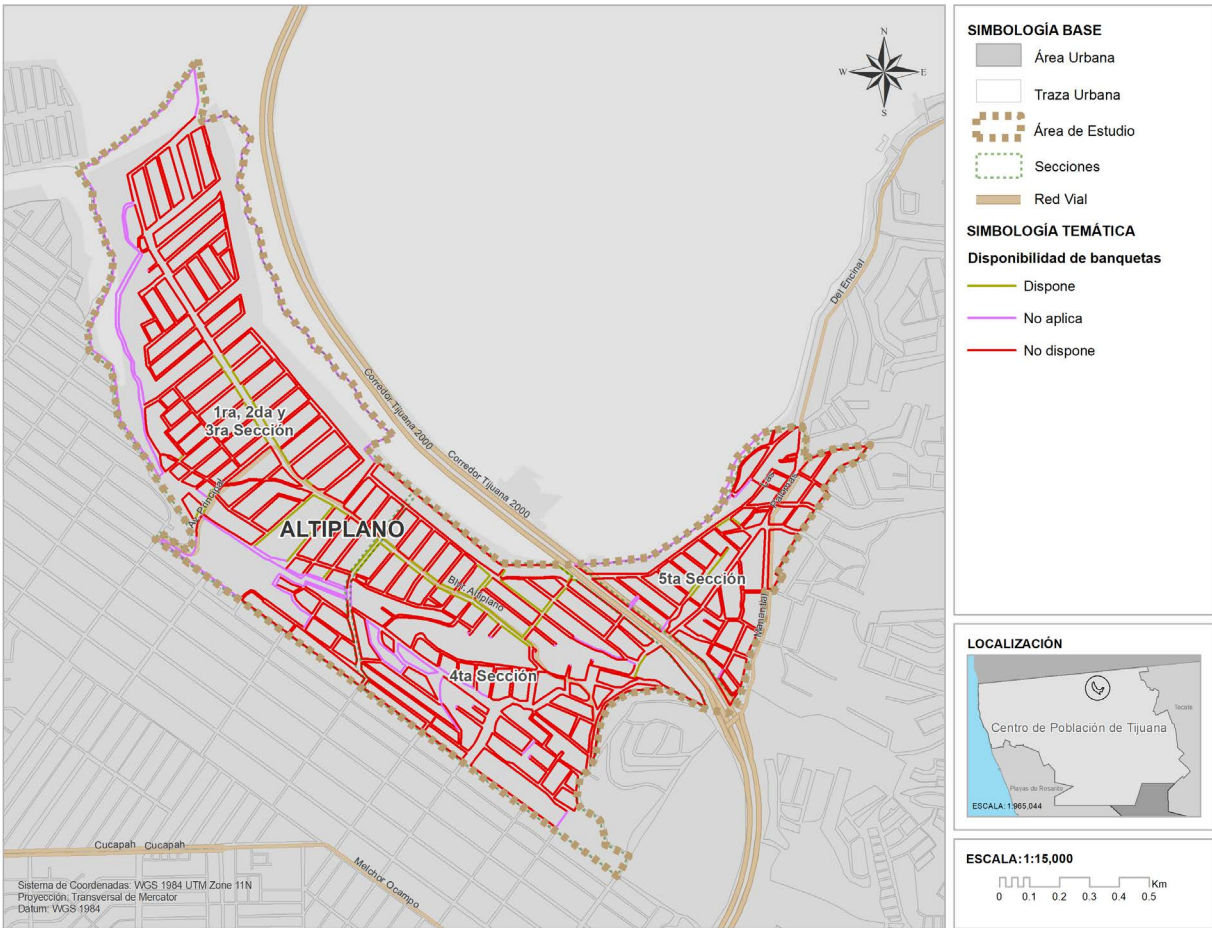 N
W
E
S
Del Encinal
Corredor Tijuana 2000
Corredor Tijuana 2000
1ra, 2da y
3ra Sección
Av. Principal
ALTIPLANO
Blvd. Altiplano
5ta Sección
Manantial
4ta Sección
Cucapah Cucapah
Melchor Ocampo
Sistema de Coordenadas: WGS 1984 UTM Zone 11N
Proyección: Transversal de Mercator
Datum: WGS 1984
SIMBOLOGÍA BASE
Área Urbana
Traza Urbana
Área de Estudio
Secciones
Red Vial
SIMBOLOGÍA TEMÁTICA
Disponibilidad de banquetas
Dispone
No aplica
No dispone
LOCALIZACIÓN
Tecate
Centro de Población de Tijuana
Playas de Rosarito
ESCALA: 1:965,044
ESCALA: 1:15,000
Km
0 0.1 0.2 0.3 0.4 0.5